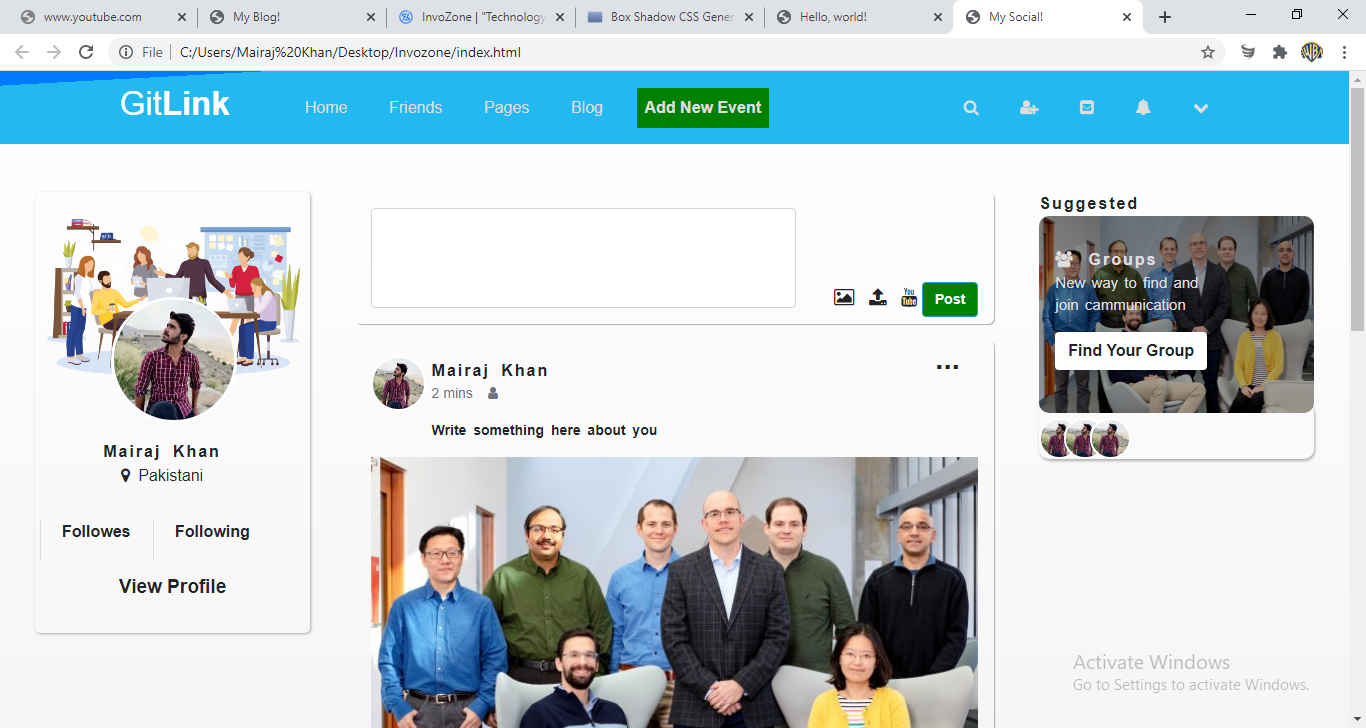 www.youtube.com
My Blog!
InvoZone | "Technology
Box Shadow CSS Gener
Hello, world!
My Social!
File
C:/Users/Mairaj%20Khan/Desktop/Invozone/index.html
GitLink
Home
Friends
Pages
Blog
Add New Event
Suggested
Groups
New way to find and
join cammunication
Find Your Group
You
Tube
Post
Mairaj Khan
2 mins
Write something here about you
Mairaj Khan
Pakistani
Followes
Following
View Profile
Activate Windows
Go to Settings to activate Windows.